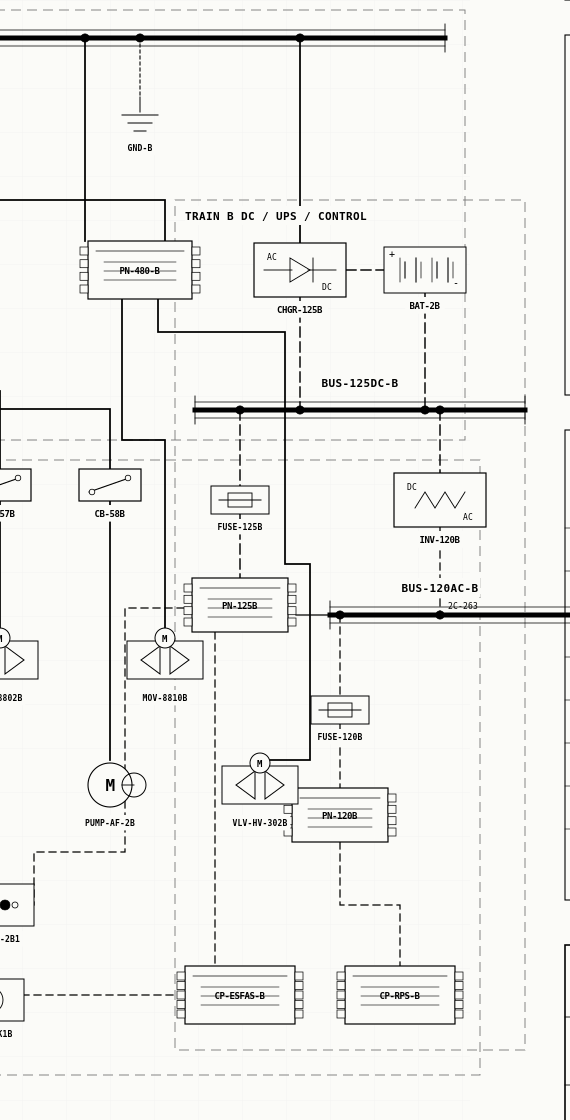 GND-B
TRAIN B DC / UPS / CONTROL
PN-480-B
AC
DC
+
-
CHGR-125B
BAT-2B
BUS-125DC-B
57B
CB-58B
DC
AC
FUSE-125B
INV-120B
BUS-120AC-B
2C-263
PN-125B
M
M
8802B
MOV-8810B
FUSE-120B
M
M
PUMP-AF-2B
VLV-HV-302B
PN-120B
-2B1
CP-ESFAS-B
CP-RPS-B
K1B